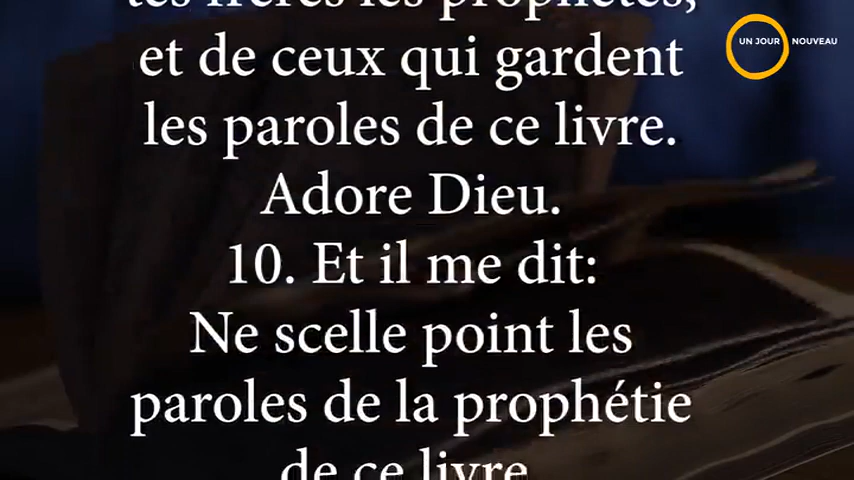 tes frères les prophètes,
et de ceux qui gardent
les paroles de ce livre.
Adore Dieu.
10. Et il me dit:
Ne scelle point les
paroles de la prophétie
de ce livre
UN JOUR NOUVEAU